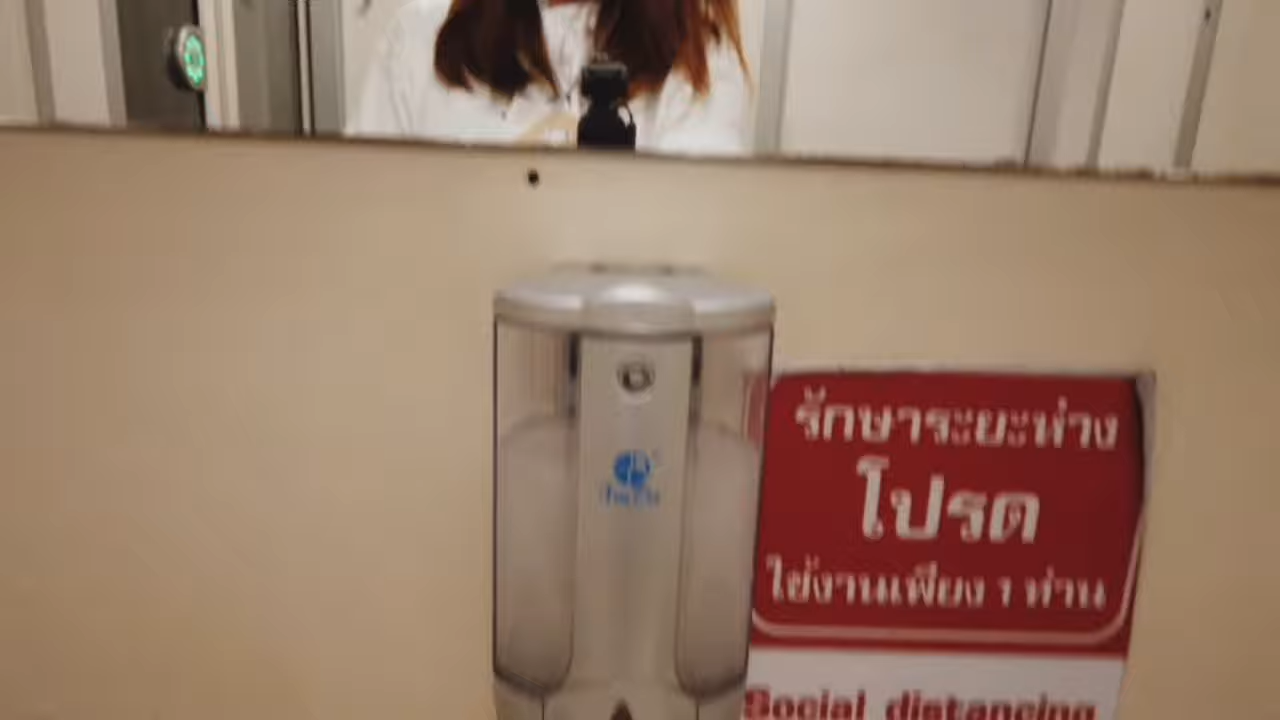 รักษาระยะห่าง
โปรด
ใช้งานเพียง 1 ท่าน
Social distancing